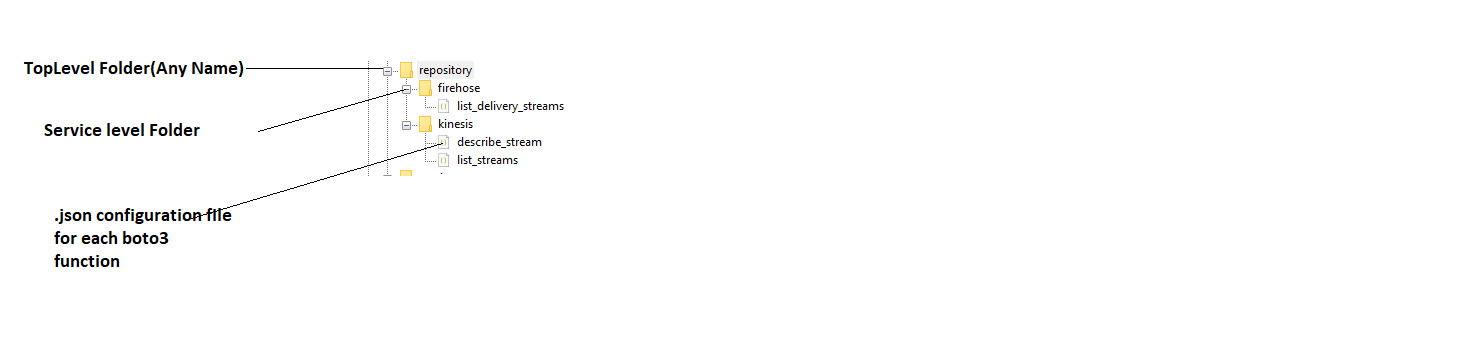 TopLevel Folder(Any Name)
repository
firehose
list_delivery_streams
kinesis
describe_stream
list_streams
Service level Folder
.json configuration file
for each boto3
function